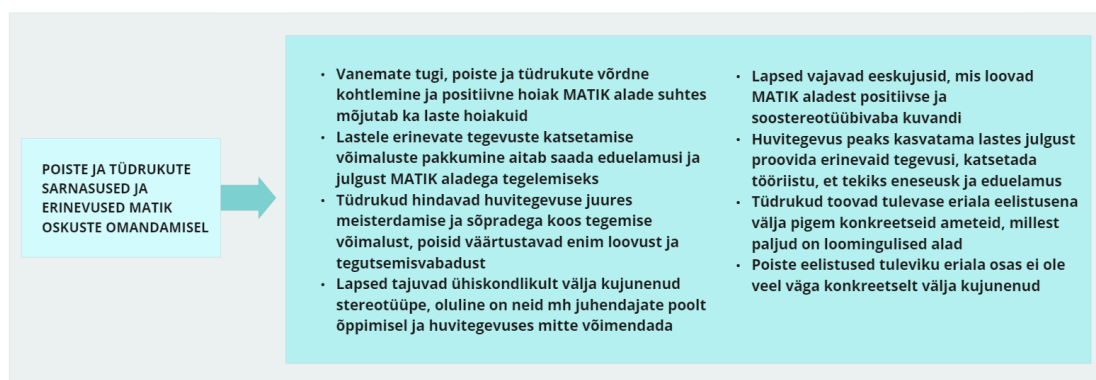 POISTE JA TÜDRUKUTE
SARNASUSED JA
ERINEVUSED MATIK
OSKUSTE OMANDAMISEL
• Vanemate tugi, poiste ja tüdrukute võrdne
kohtlemine ja positiivne hoiak MATIK alade suhtes
mõjutab ka laste hoiakuid
• Lastele erinevate tegevuste katsetamise
võimaluste pakkumine aitab saada eduelamusi ja
julgust MATIK aladega tegelemiseks
• Tüdrukud hindavad huvitegevuse juures
meisterdamise ja sõpradega koos tegemise
võimalust, poisid väärtustavad enim loovust ja
tegutsemisvabadust
• Lapsed tajuvad ühiskondlikult välja kujunenud
stereotüüpe, oluline on neid mh juhendajate poolt
õppimisel ja huvitegevuses mitte võimendada
• Lapsed vajavad eeskujusid, mis loovad
MATIK aladest positiivse ja
soostereotüübivaba kuvandi
• Huvitegevus peaks kasvatama lastes julgust
proovida erinevaid tegevusi, katsetada
tööriistu, et tekiks eneseusk ja eduelamus
• Tüdrukud toovad tulevase eriala eelistusena
välja pigem konkreetseid ameteid, millest
paljud on loomingulised alad
• Poiste eelistused tuleviku eriala osas ei ole
veel väga konkreetselt välja kujunenud